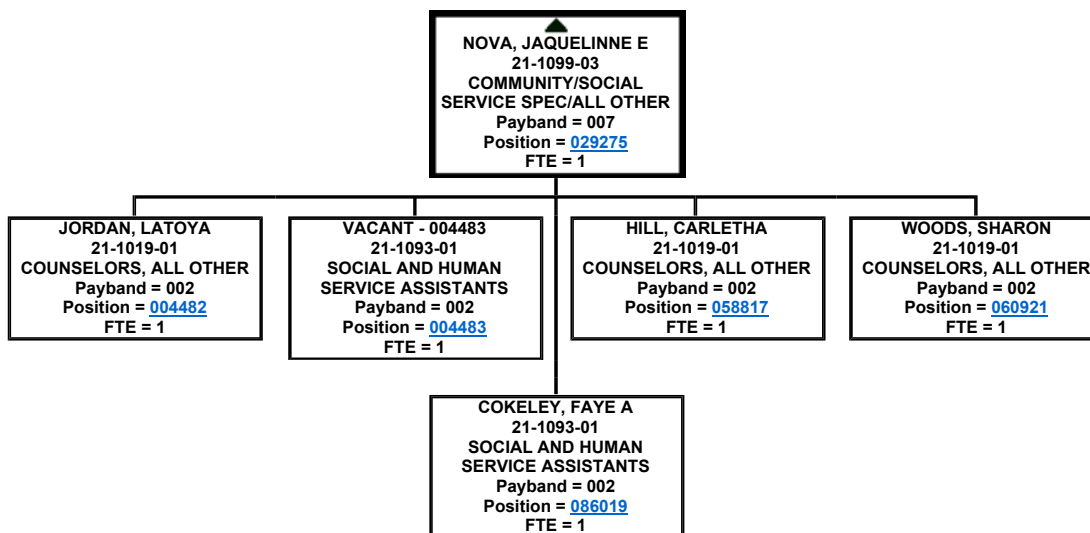 NOVA, JAQUELINNE E
21-1099-03
COMMUNITY/SOCIAL
SERVICE SPEC/ALL OTHER
Payband = 007
Position = 029275
FTE = 1
JORDAN, LATOYA
21-1019-01
COUNSELORS, ALL OTHER
Payband = 002
Position = 004482
FTE = 1
VACANT - 004483
21-1093-01
SOCIAL AND HUMAN
SERVICE ASSISTANTS
Payband = 002
Position = 004483
FTE = 1
HILL, CARLETHA
21-1019-01
COUNSELORS, ALL OTHER
Payband = 002
Position = 058817
FTE = 1
WOODS, SHARON
21-1019-01
COUNSELORS, ALL OTHER
Payband = 002
Position = 060921
FTE = 1
COKELEY, FAYE A
21-1093-01
SOCIAL AND HUMAN
SERVICE ASSISTANTS
Payband = 002
Position = 086019
FTE = 1